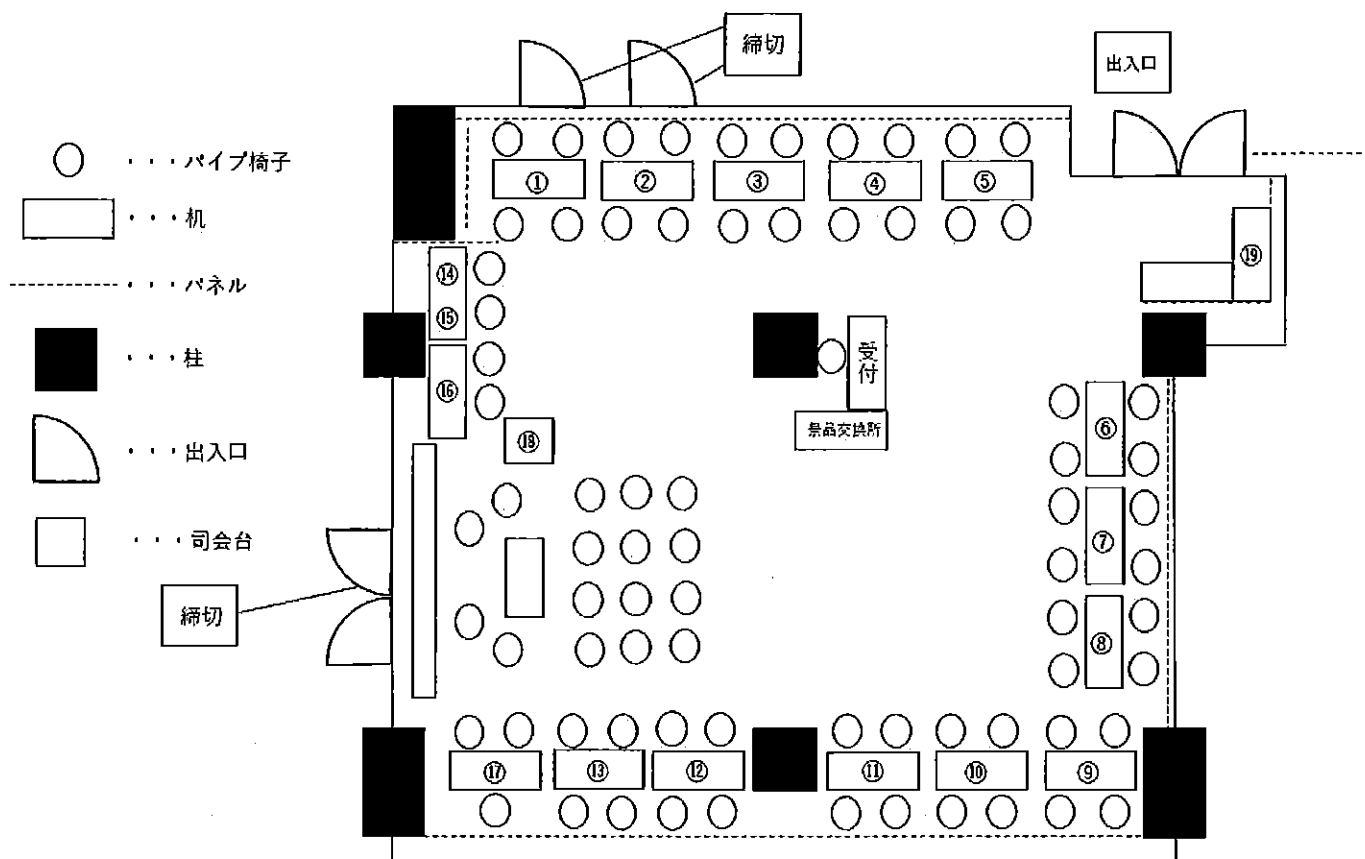 締切
出入口
・・・パイプ椅子
・・・机
・・・パネル
・・・柱
・・・出入口
・・・司会台
①
②
③
④
⑤
⑲
⑭
⑮
⑯
受付
景品交換所
⑱
⑥
⑦
⑧
締切
⑰
⑬
⑫
⑪
⑩
⑨